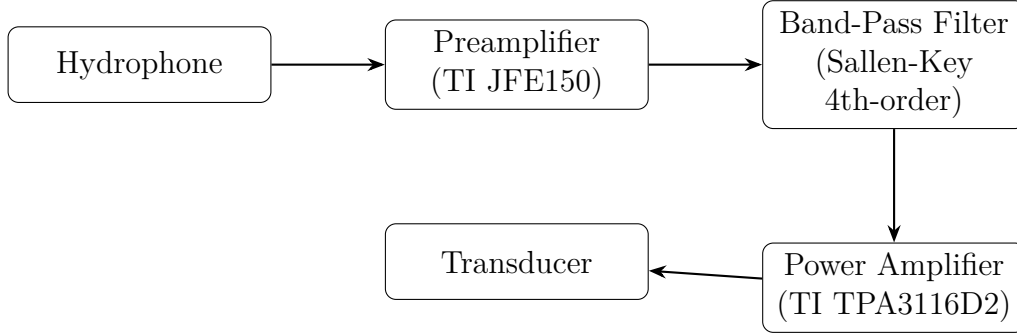 Hydrophone
Preamplifier
(TI JFE150)
Band-Pass Filter
(Sallen-Key
4th-order)
Transducer
Power Amplifier
(TI TPA3116D2)